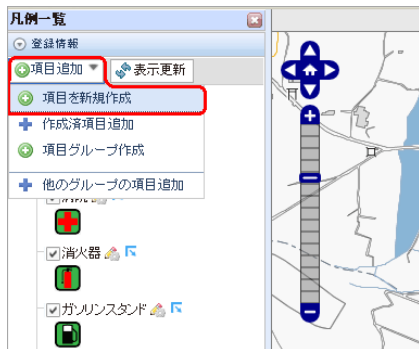 凡例一覧
登録情報
項目追加 表示更新
項目を新規作成
作成済項目追加
項目グループ作成
他のグループの項目追加
消火器
ガソリンスタンド